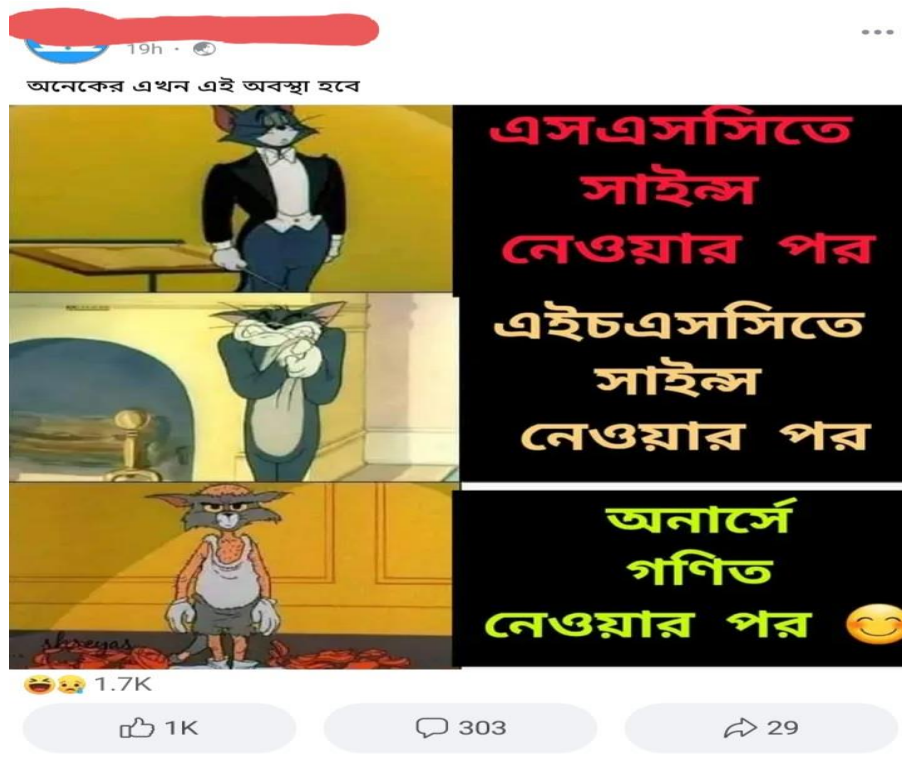 19h ·
অনেকের এখন এই অবস্থা হবে
এসএসসিতে
সাইন্স
নেওয়ার পর
এইচএসসিতে
সাইন্স
নেওয়ার পর
অনার্সে
গণিত
নেওয়ার পর 😊
shreyas
1.7K
1K
303
29